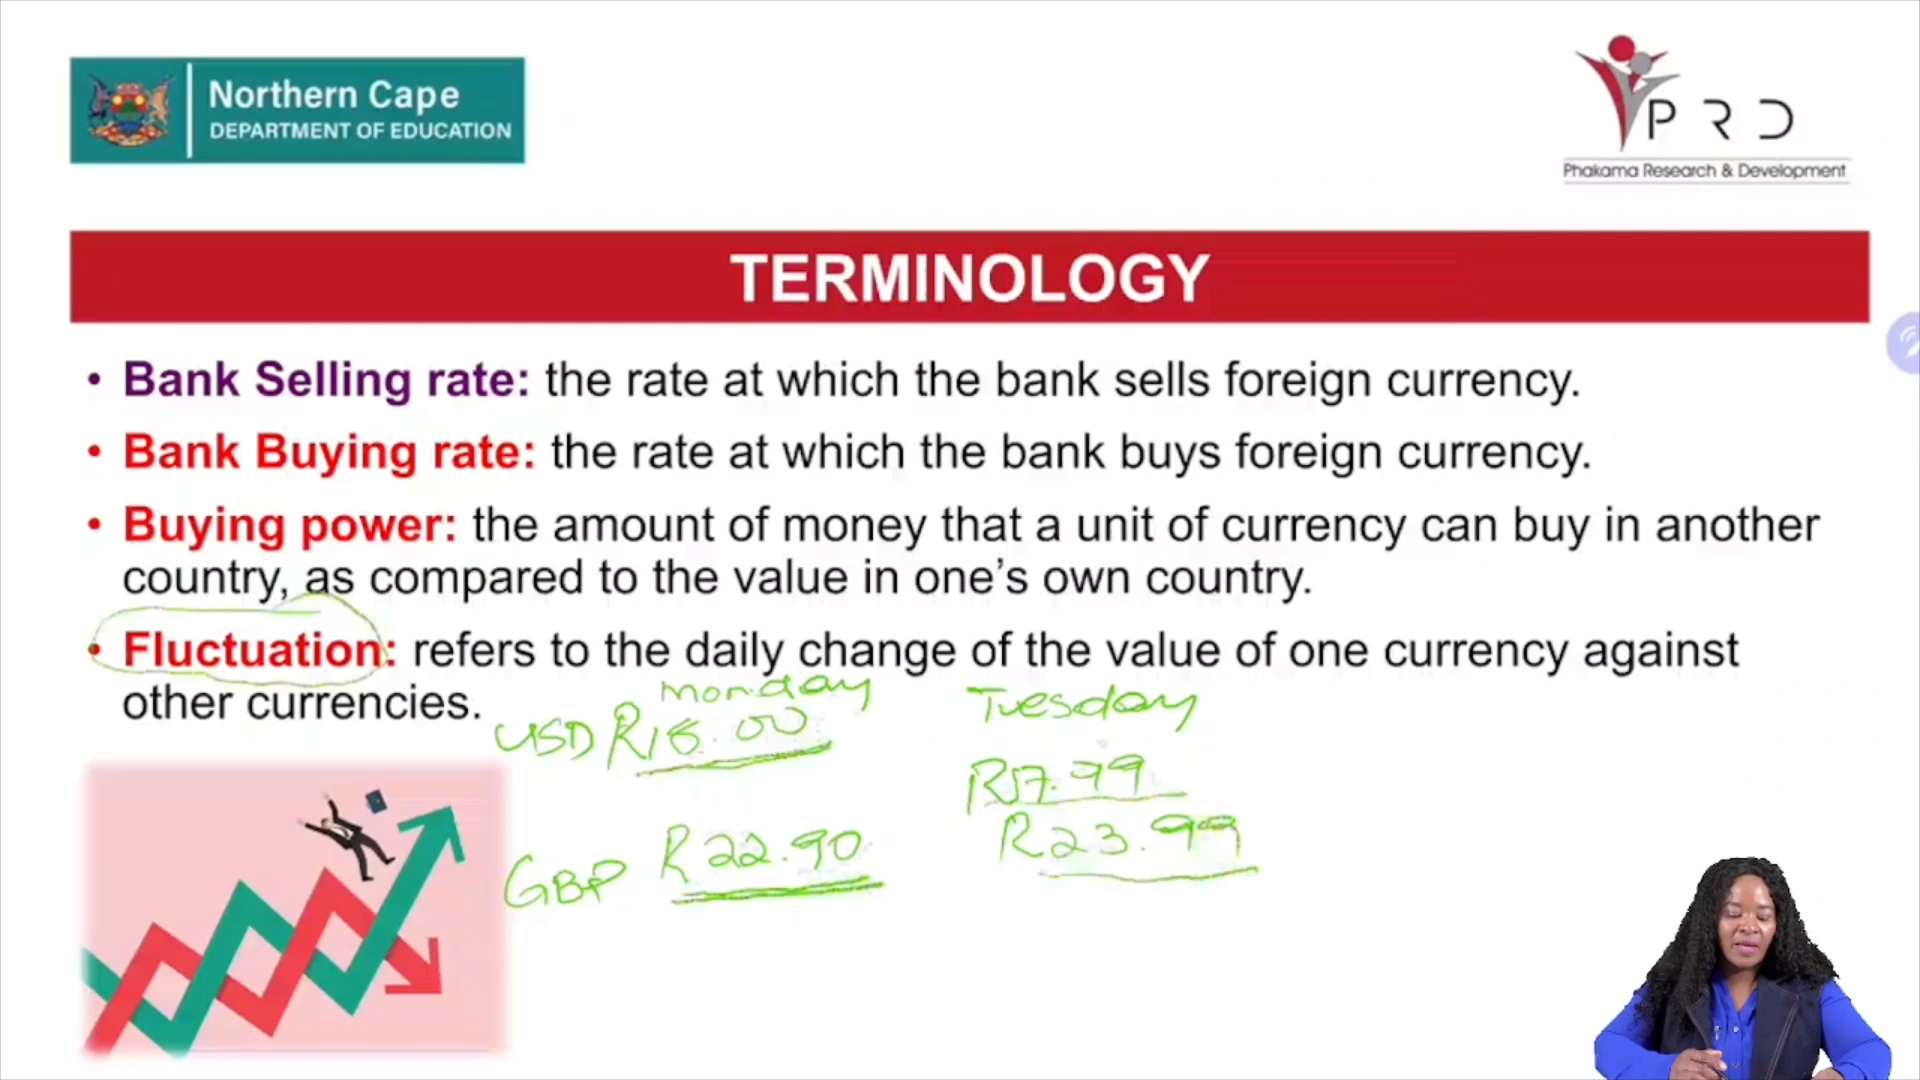 Northern Cape
DEPARTMENT OF EDUCATION
PRD
Phakama Research & Development
TERMINOLOGY
• Bank Selling rate: the rate at which the bank sells foreign currency.
• Bank Buying rate: the rate at which the bank buys foreign currency.
• Buying power: the amount of money that a unit of currency can buy in another
country, as compared to the value in one’s own country.
• Fluctuation: refers to the daily change of the value of one currency against
other currencies.
monday Tuesday
USD R18.00 R17.99
GBP R22.90 R23.99